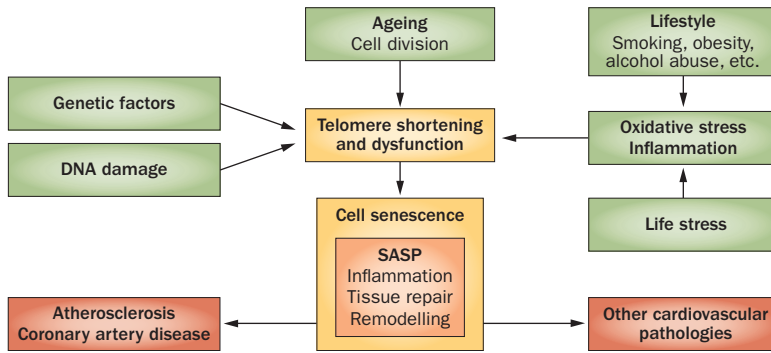 Ageing
Cell division
Lifestyle
Smoking, obesity,
alcohol abuse, etc.
Genetic factors
Telomere shortening
and dysfunction
Oxidative stress
Inflammation
DNA damage
Cell senescence
Life stress
SASP
Inflammation
Tissue repair
Remodelling
Atherosclerosis
Coronary artery disease
Other cardiovascular
pathologies